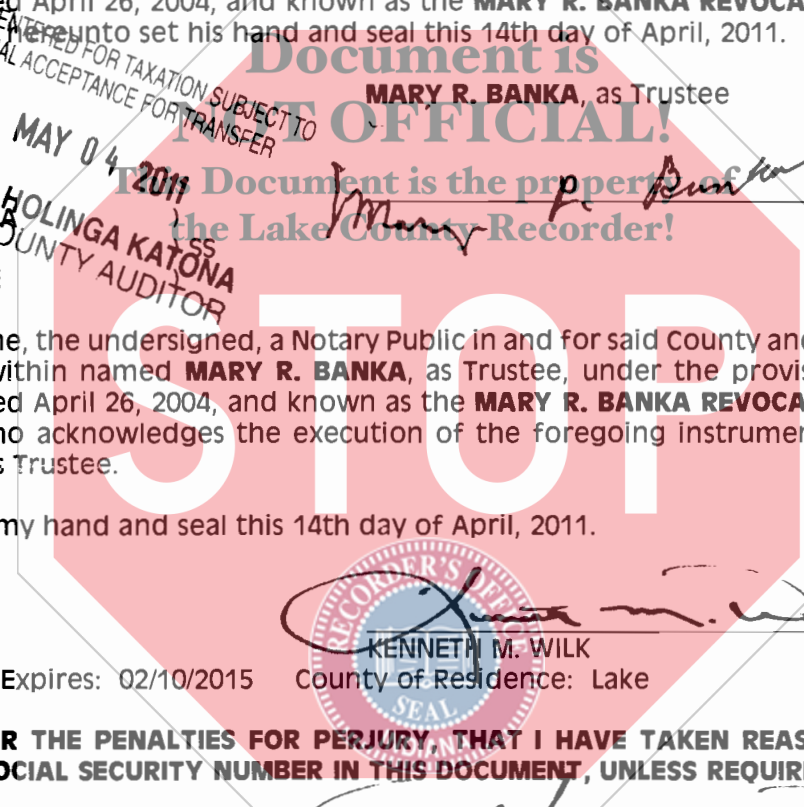 ed April 26, 2004, and known as the MARY R. BANKA REVOCA
hereunto set his hand and seal this 14th day of April, 2011.
ENTERED FOR TAXATION SUBJECT TO
AL ACCEPTANCE FOR TRANSFER
Document is
MARY R. BANKA, as Trustee
NOT OFFICIAL!
MAY 04 2011
This Document is the property of
Mary R. Banka
the Lake County Recorder!
HOLINGA KATONA
) SS
OUNTY AUDITOR
STOP
me, the undersigned, a Notary Public in and for said County and
within named MARY R. BANKA, as Trustee, under the provis
ed April 26, 2004, and known as the MARY R. BANKA REVOCA
ho acknowledges the execution of the foregoing instrumen
s Trustee.
my hand and seal this 14th day of April, 2011.
RECORDER'S OFFICE
KENNETH M. WILK
Expires: 02/10/2015 County of Residence: Lake
SEAL
INDIANA
R THE PENALTIES FOR PERJURY, THAT I HAVE TAKEN REAS
OCIAL SECURITY NUMBER IN THIS DOCUMENT, UNLESS REQUIR